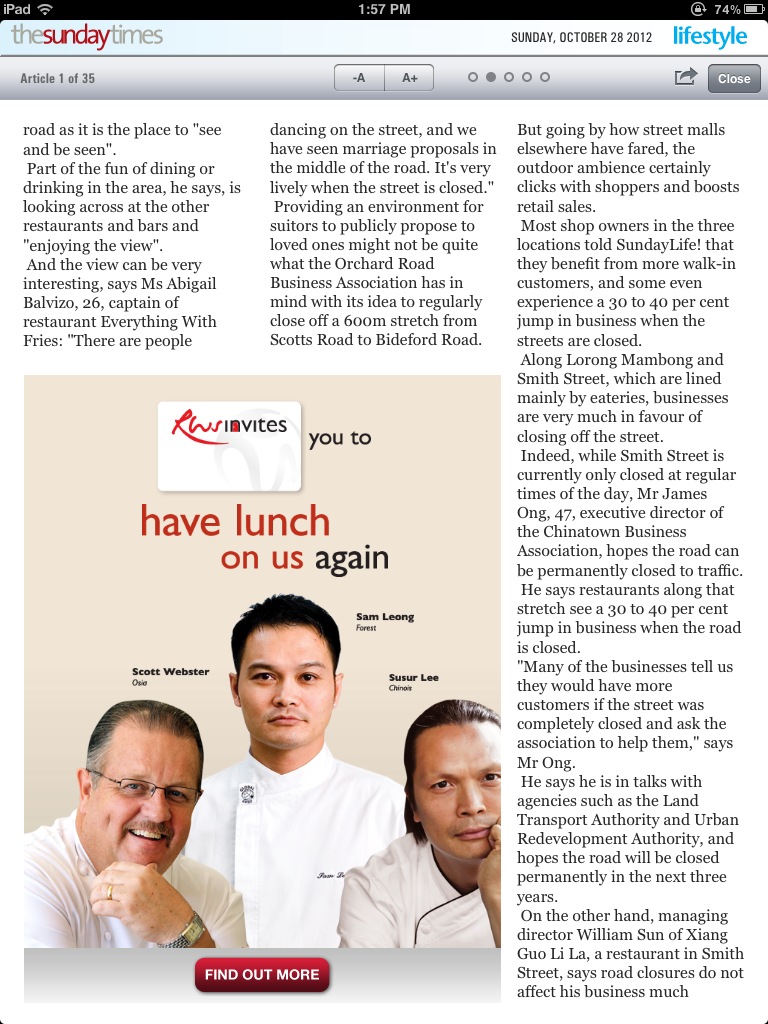 iPad 1:57 PM 74%
thesundaytimes SUNDAY, OCTOBER 28 2012 lifestyle
Article 1 of 35 -A A+ Close
road as it is the place to "see
and be seen".
Part of the fun of dining or
drinking in the area, he says, is
looking across at the other
restaurants and bars and
"enjoying the view".
And the view can be very
interesting, says Ms Abigail
Balvizo, 26, captain of
restaurant Everything With
Fries: "There are people
dancing on the street, and we
have seen marriage proposals in
the middle of the road. It's very
lively when the street is closed."
Providing an environment for
suitors to publicly propose to
loved ones might not be quite
what the Orchard Road
Business Association has in
mind with its idea to regularly
close off a 600m stretch from
Scotts Road to Bideford Road.
But going by how street malls
elsewhere have fared, the
outdoor ambience certainly
clicks with shoppers and boosts
retail sales.
Most shop owners in the three
locations told SundayLife! that
they benefit from more walk-in
customers, and some even
experience a 30 to 40 per cent
jump in business when the
streets are closed.
Along Lorong Mambong and
Smith Street, which are lined
mainly by eateries, businesses
are very much in favour of
closing off the street.
Indeed, while Smith Street is
currently only closed at regular
times of the day, Mr James
Ong, 47, executive director of
the Chinatown Business
Association, hopes the road can
be permanently closed to traffic.
He says restaurants along that
stretch see a 30 to 40 per cent
jump in business when the road
is closed.
"Many of the businesses tell us
they would have more
customers if the street was
completely closed and ask the
association to help them," says
Mr Ong.
He says he is in talks with
agencies such as the Land
Transport Authority and Urban
Redevelopment Authority, and
hopes the road will be closed
permanently in the next three
years.
On the other hand, managing
director William Sun of Xiang
Guo Li La, a restaurant in Smith
Street, says road closures do not
affect his business much
rws invites you to
have lunch
on us again
Sam Leong
Forest
Scott Webster
Osia
Susur Lee
Chinois
FIND OUT MORE